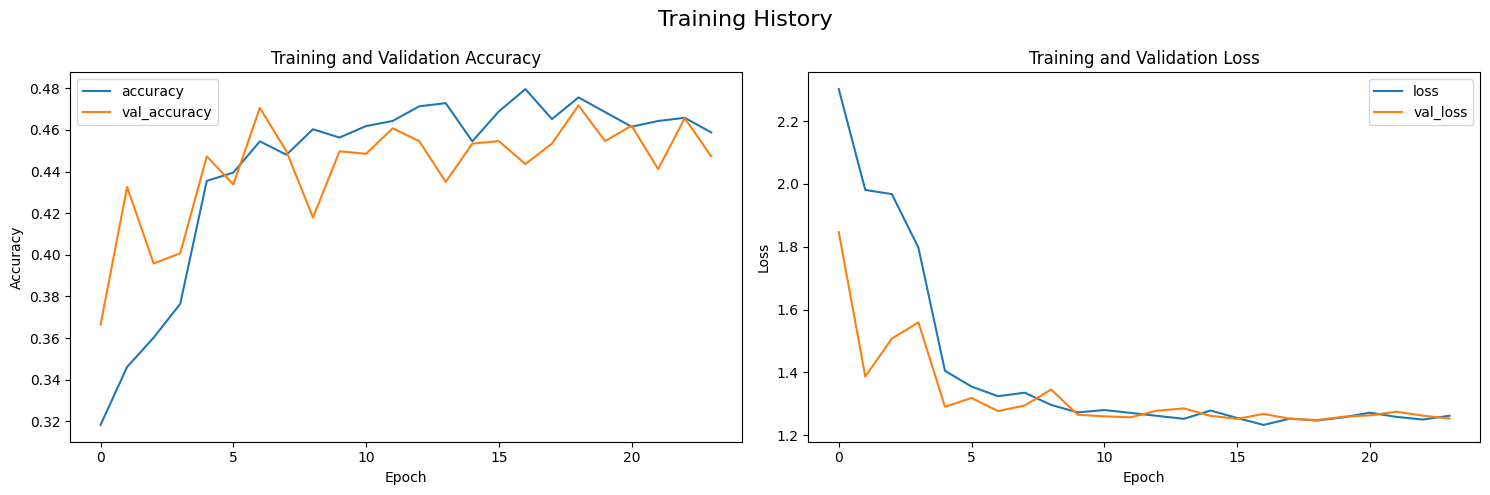 Training History
Training and Validation Accuracy
accuracy
val_accuracy
0.48
0.46
0.44
0.42
0.40
0.38
0.36
0.34
0.32
Accuracy
0 5 10 15 20
Epoch
Training and Validation Loss
loss
val_loss
2.2
2.0
1.8
1.6
1.4
1.2
Loss
0 5 10 15 20
Epoch